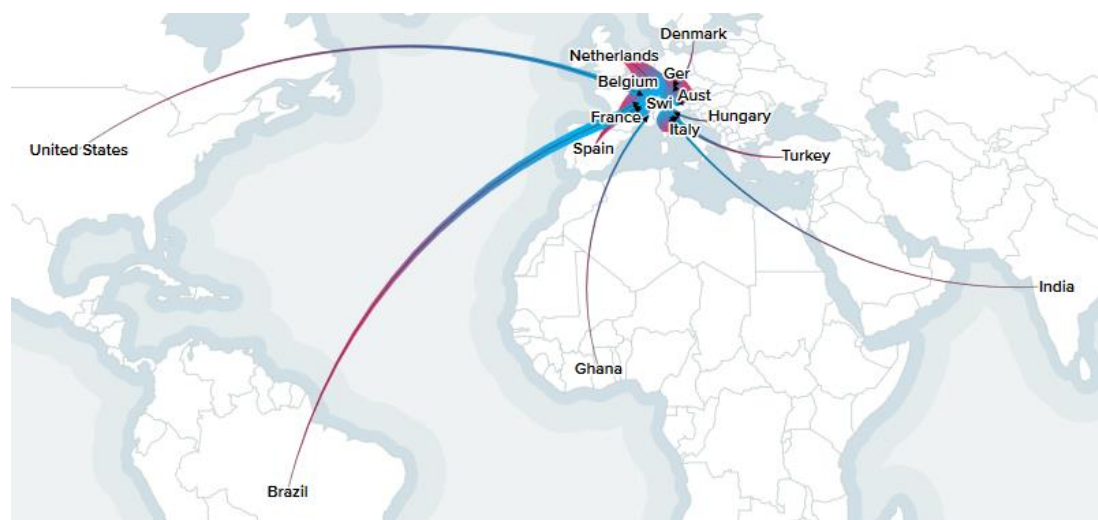 Denmark
Netherlands
Ger
Belgium
Aust
Swi
France
Hungary
Italy
Spain
United States
Turkey
India
Ghana
Brazil